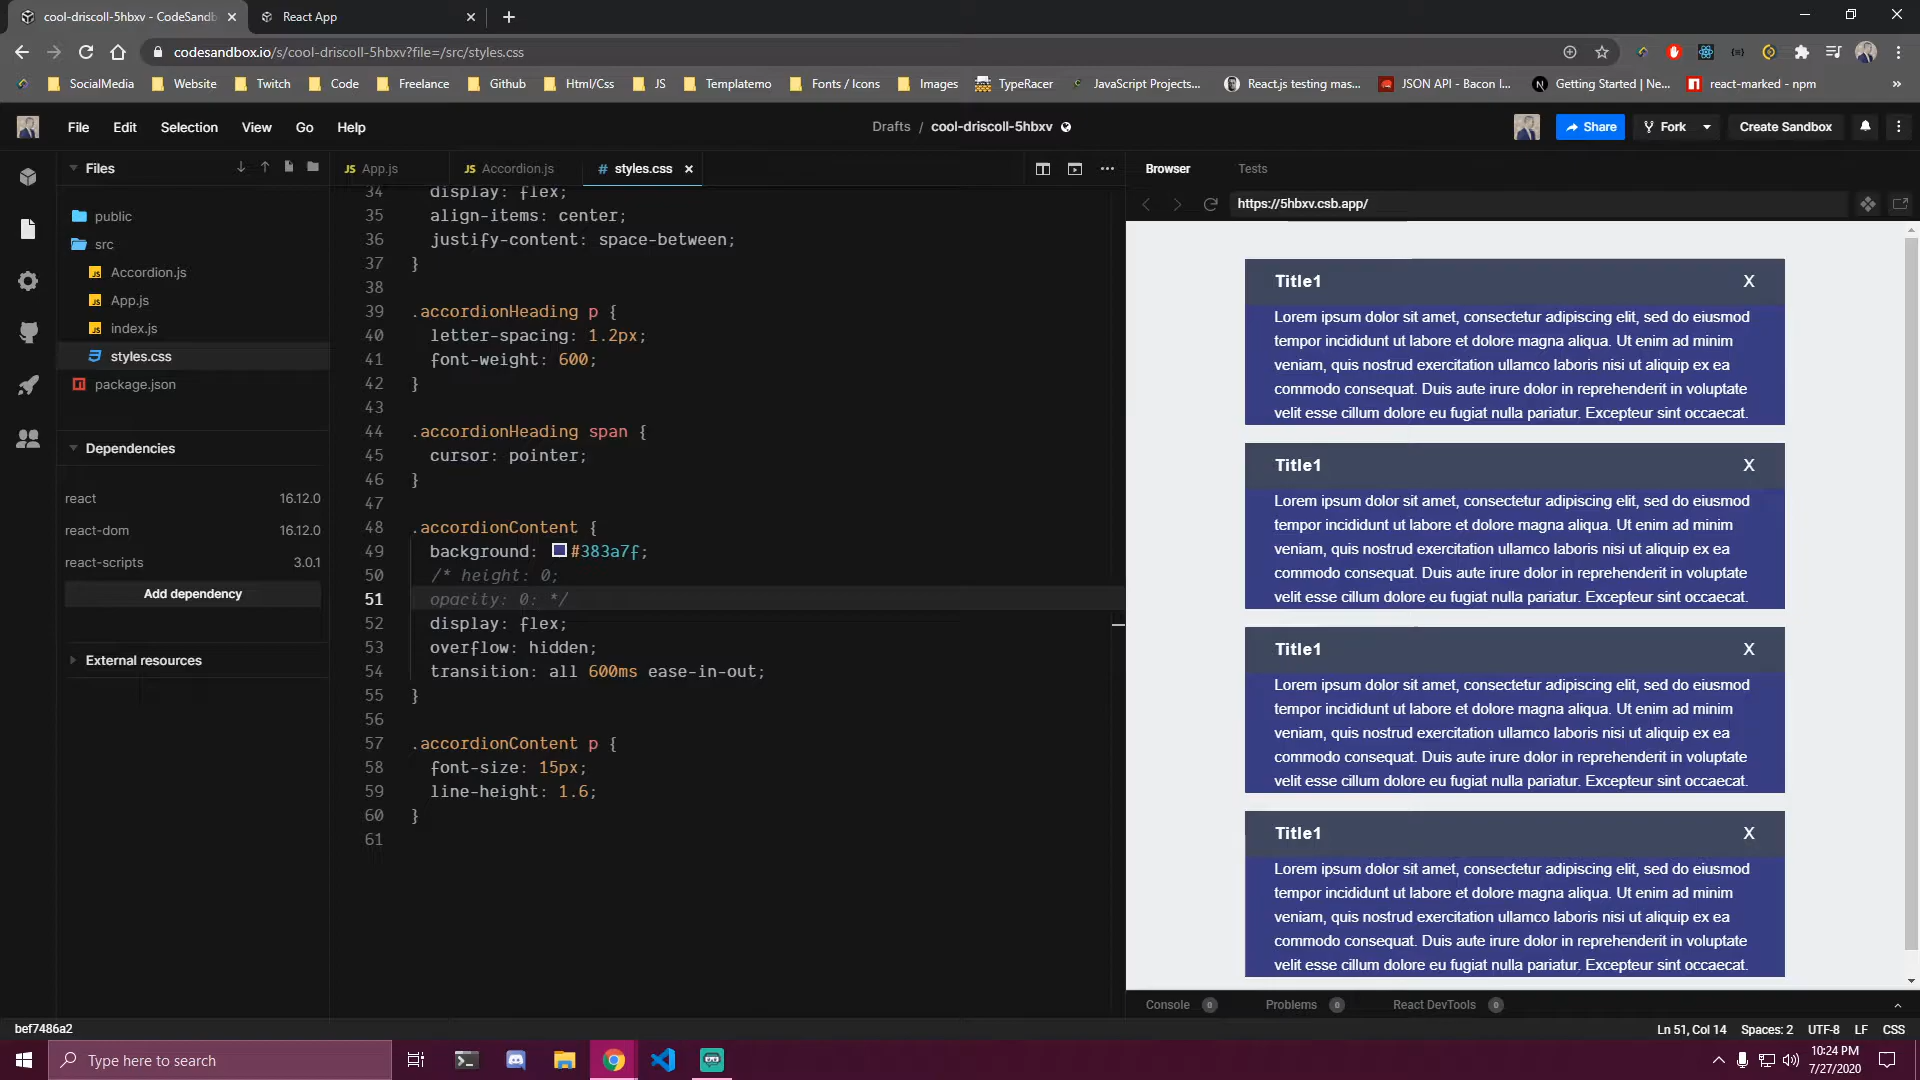 cool-driscoll-5hbxv - CodeSandb
React App
codesandbox.io/s/cool-driscoll-5hbxv?file=/src/styles.css
SocialMedia Website Twitch Code Freelance Github Html/Css JS Templatemo Fonts / Icons Images TypeRacer JavaScript Projects... React.js testing mas... JSON API - Bacon I... Getting Started | Ne... react-marked - npm »
File Edit Selection View Go Help
Drafts / cool-driscoll-5hbxv
Share Fork Create Sandbox
Files
public
src
Accordion.js
App.js
index.js
styles.css
package.json
Dependencies
react 16.12.0
react-dom 16.12.0
react-scripts 3.0.1
Add dependency
External resources
JS App.js JS Accordion.js # styles.css
34 display: flex;
35 align-items: center;
36 justify-content: space-between;
37 }
38
39 .accordionHeading p {
40 letter-spacing: 1.2px;
41 font-weight: 600;
42 }
43
44 .accordionHeading span {
45 cursor: pointer;
46 }
47
48 .accordionContent {
49 background: #383a7f;
50 /* height: 0;
51 opacity: 0: */
52 display: flex;
53 overflow: hidden;
54 transition: all 600ms ease-in-out;
55 }
56
57 .accordionContent p {
58 font-size: 15px;
59 line-height: 1.6;
60 }
61
Browser Tests
https://5hbxv.csb.app/
Title1 X
Lorem ipsum dolor sit amet, consectetur adipiscing elit, sed do eiusmod
tempor incididunt ut labore et dolore magna aliqua. Ut enim ad minim
veniam, quis nostrud exercitation ullamco laboris nisi ut aliquip ex ea
commodo consequat. Duis aute irure dolor in reprehenderit in voluptate
velit esse cillum dolore eu fugiat nulla pariatur. Excepteur sint occaecat.
Title1 X
Lorem ipsum dolor sit amet, consectetur adipiscing elit, sed do eiusmod
tempor incididunt ut labore et dolore magna aliqua. Ut enim ad minim
veniam, quis nostrud exercitation ullamco laboris nisi ut aliquip ex ea
commodo consequat. Duis aute irure dolor in reprehenderit in voluptate
velit esse cillum dolore eu fugiat nulla pariatur. Excepteur sint occaecat.
Title1 X
Lorem ipsum dolor sit amet, consectetur adipiscing elit, sed do eiusmod
tempor incididunt ut labore et dolore magna aliqua. Ut enim ad minim
veniam, quis nostrud exercitation ullamco laboris nisi ut aliquip ex ea
commodo consequat. Duis aute irure dolor in reprehenderit in voluptate
velit esse cillum dolore eu fugiat nulla pariatur. Excepteur sint occaecat.
Title1 X
Lorem ipsum dolor sit amet, consectetur adipiscing elit, sed do eiusmod
tempor incididunt ut labore et dolore magna aliqua. Ut enim ad minim
veniam, quis nostrud exercitation ullamco laboris nisi ut aliquip ex ea
commodo consequat. Duis aute irure dolor in reprehenderit in voluptate
velit esse cillum dolore eu fugiat nulla pariatur. Excepteur sint occaecat.
Console 0 Problems 0 React DevTools 0
bef7486a2
Ln 51, Col 14 Spaces: 2 UTF-8 LF CSS
Type here to search
10:24 PM
7/27/2020